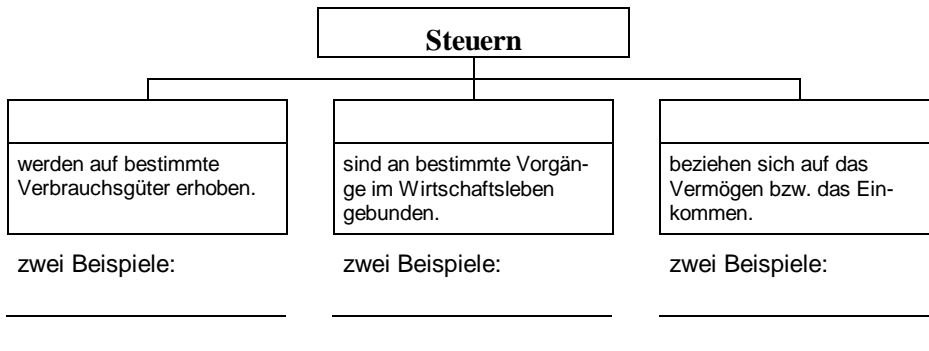 Steuern
werden auf bestimmte
Verbrauchsgüter erhoben.
sind an bestimmte Vorgän-
ge im Wirtschaftsleben
gebunden.
beziehen sich auf das
Vermögen bzw. das Ein-
kommen.
zwei Beispiele:
zwei Beispiele:
zwei Beispiele: